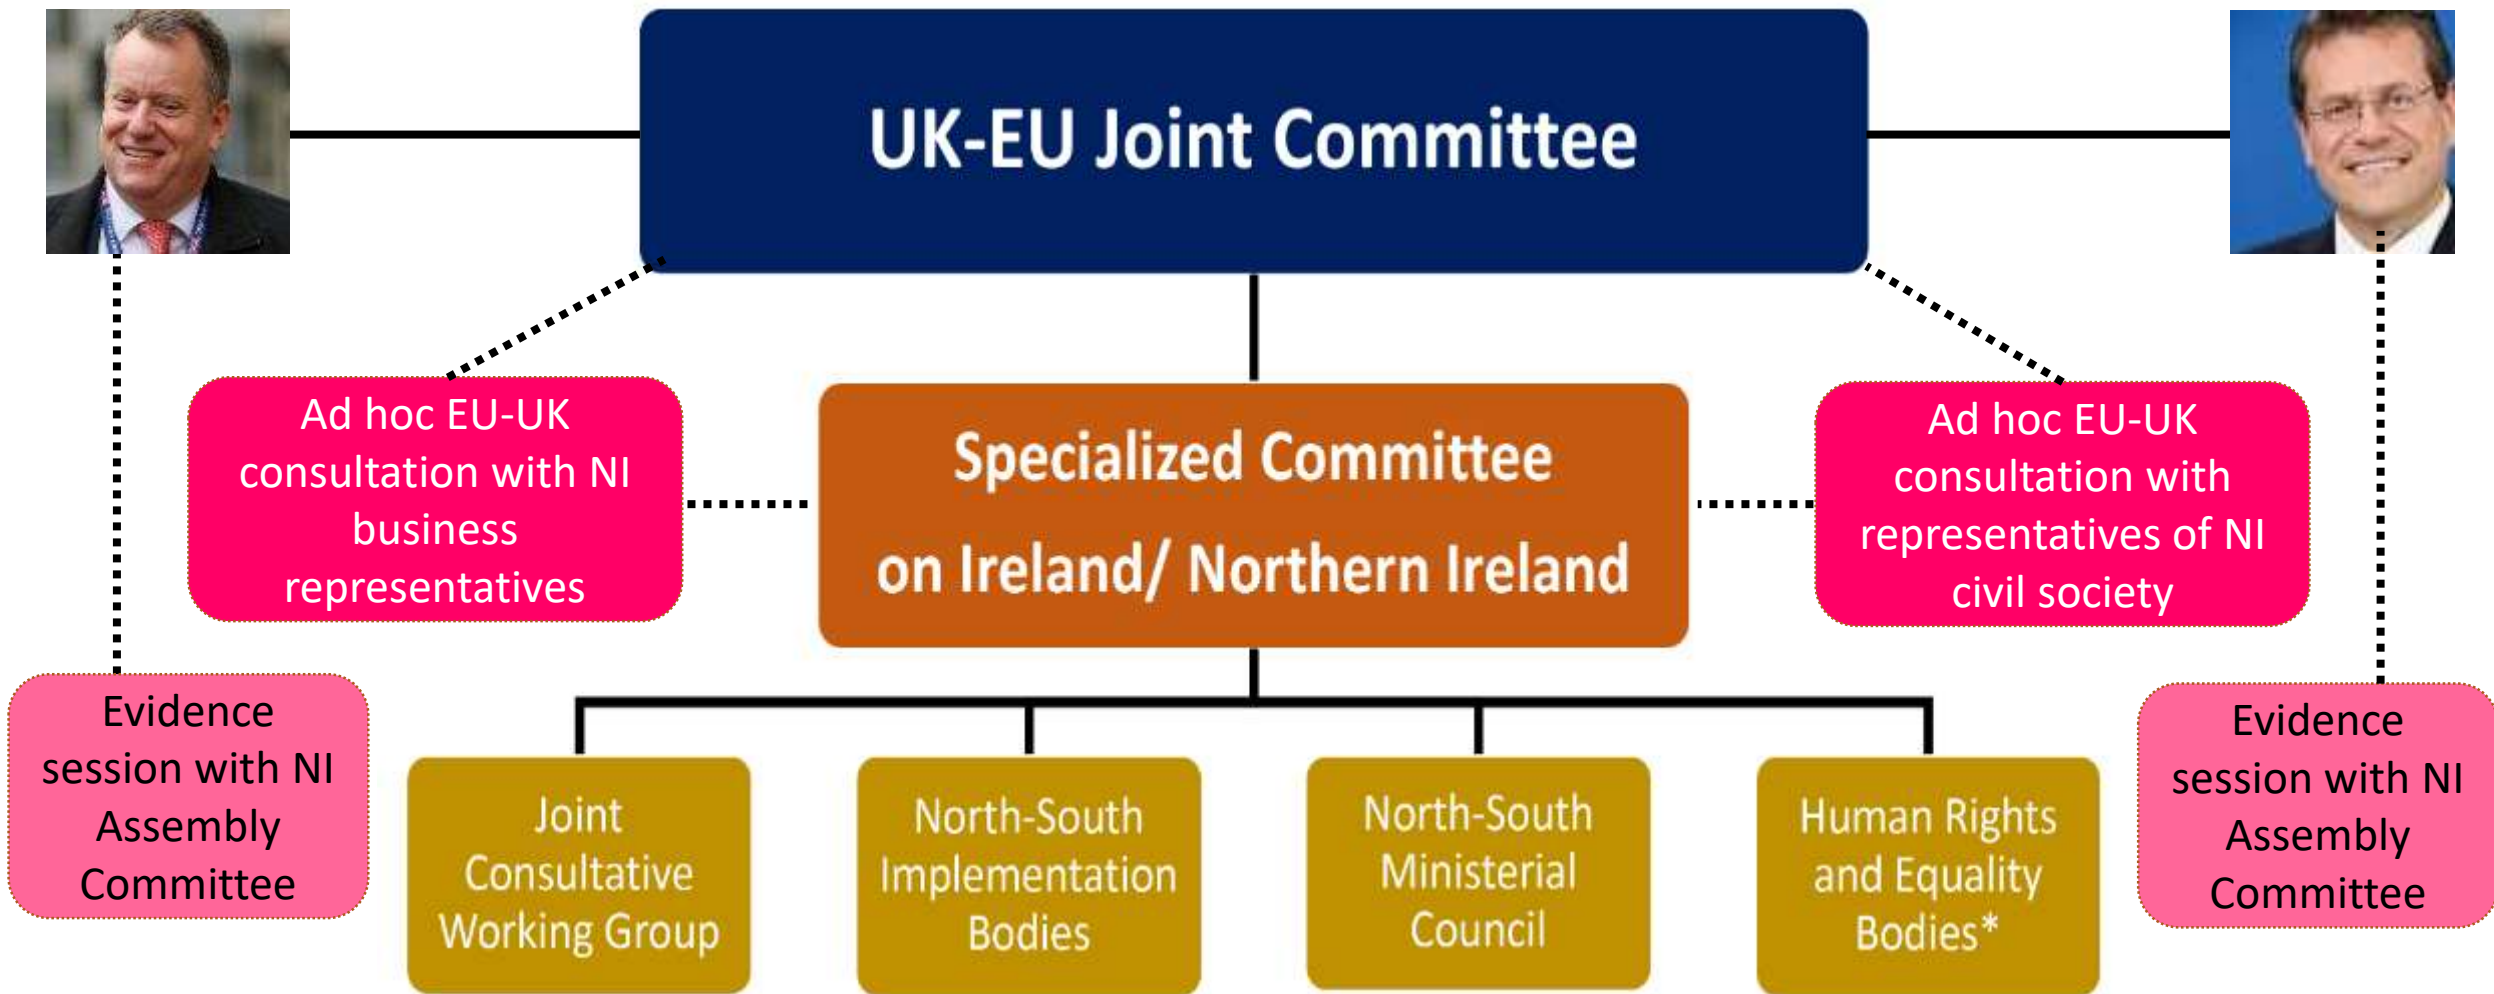 UK-EU Joint Committee
Ad hoc EU-UK
consultation with NI
business
representatives
Specialized Committee
on Ireland/ Northern Ireland
Ad hoc EU-UK
consultation with
representatives of NI
civil society
Evidence
session with NI
Assembly
Committee
Joint
Consultative
Working Group
North-South
Implementation
Bodies
North-South
Ministerial
Council
Human Rights
and Equality
Bodies*
Evidence
session with NI
Assembly
Committee